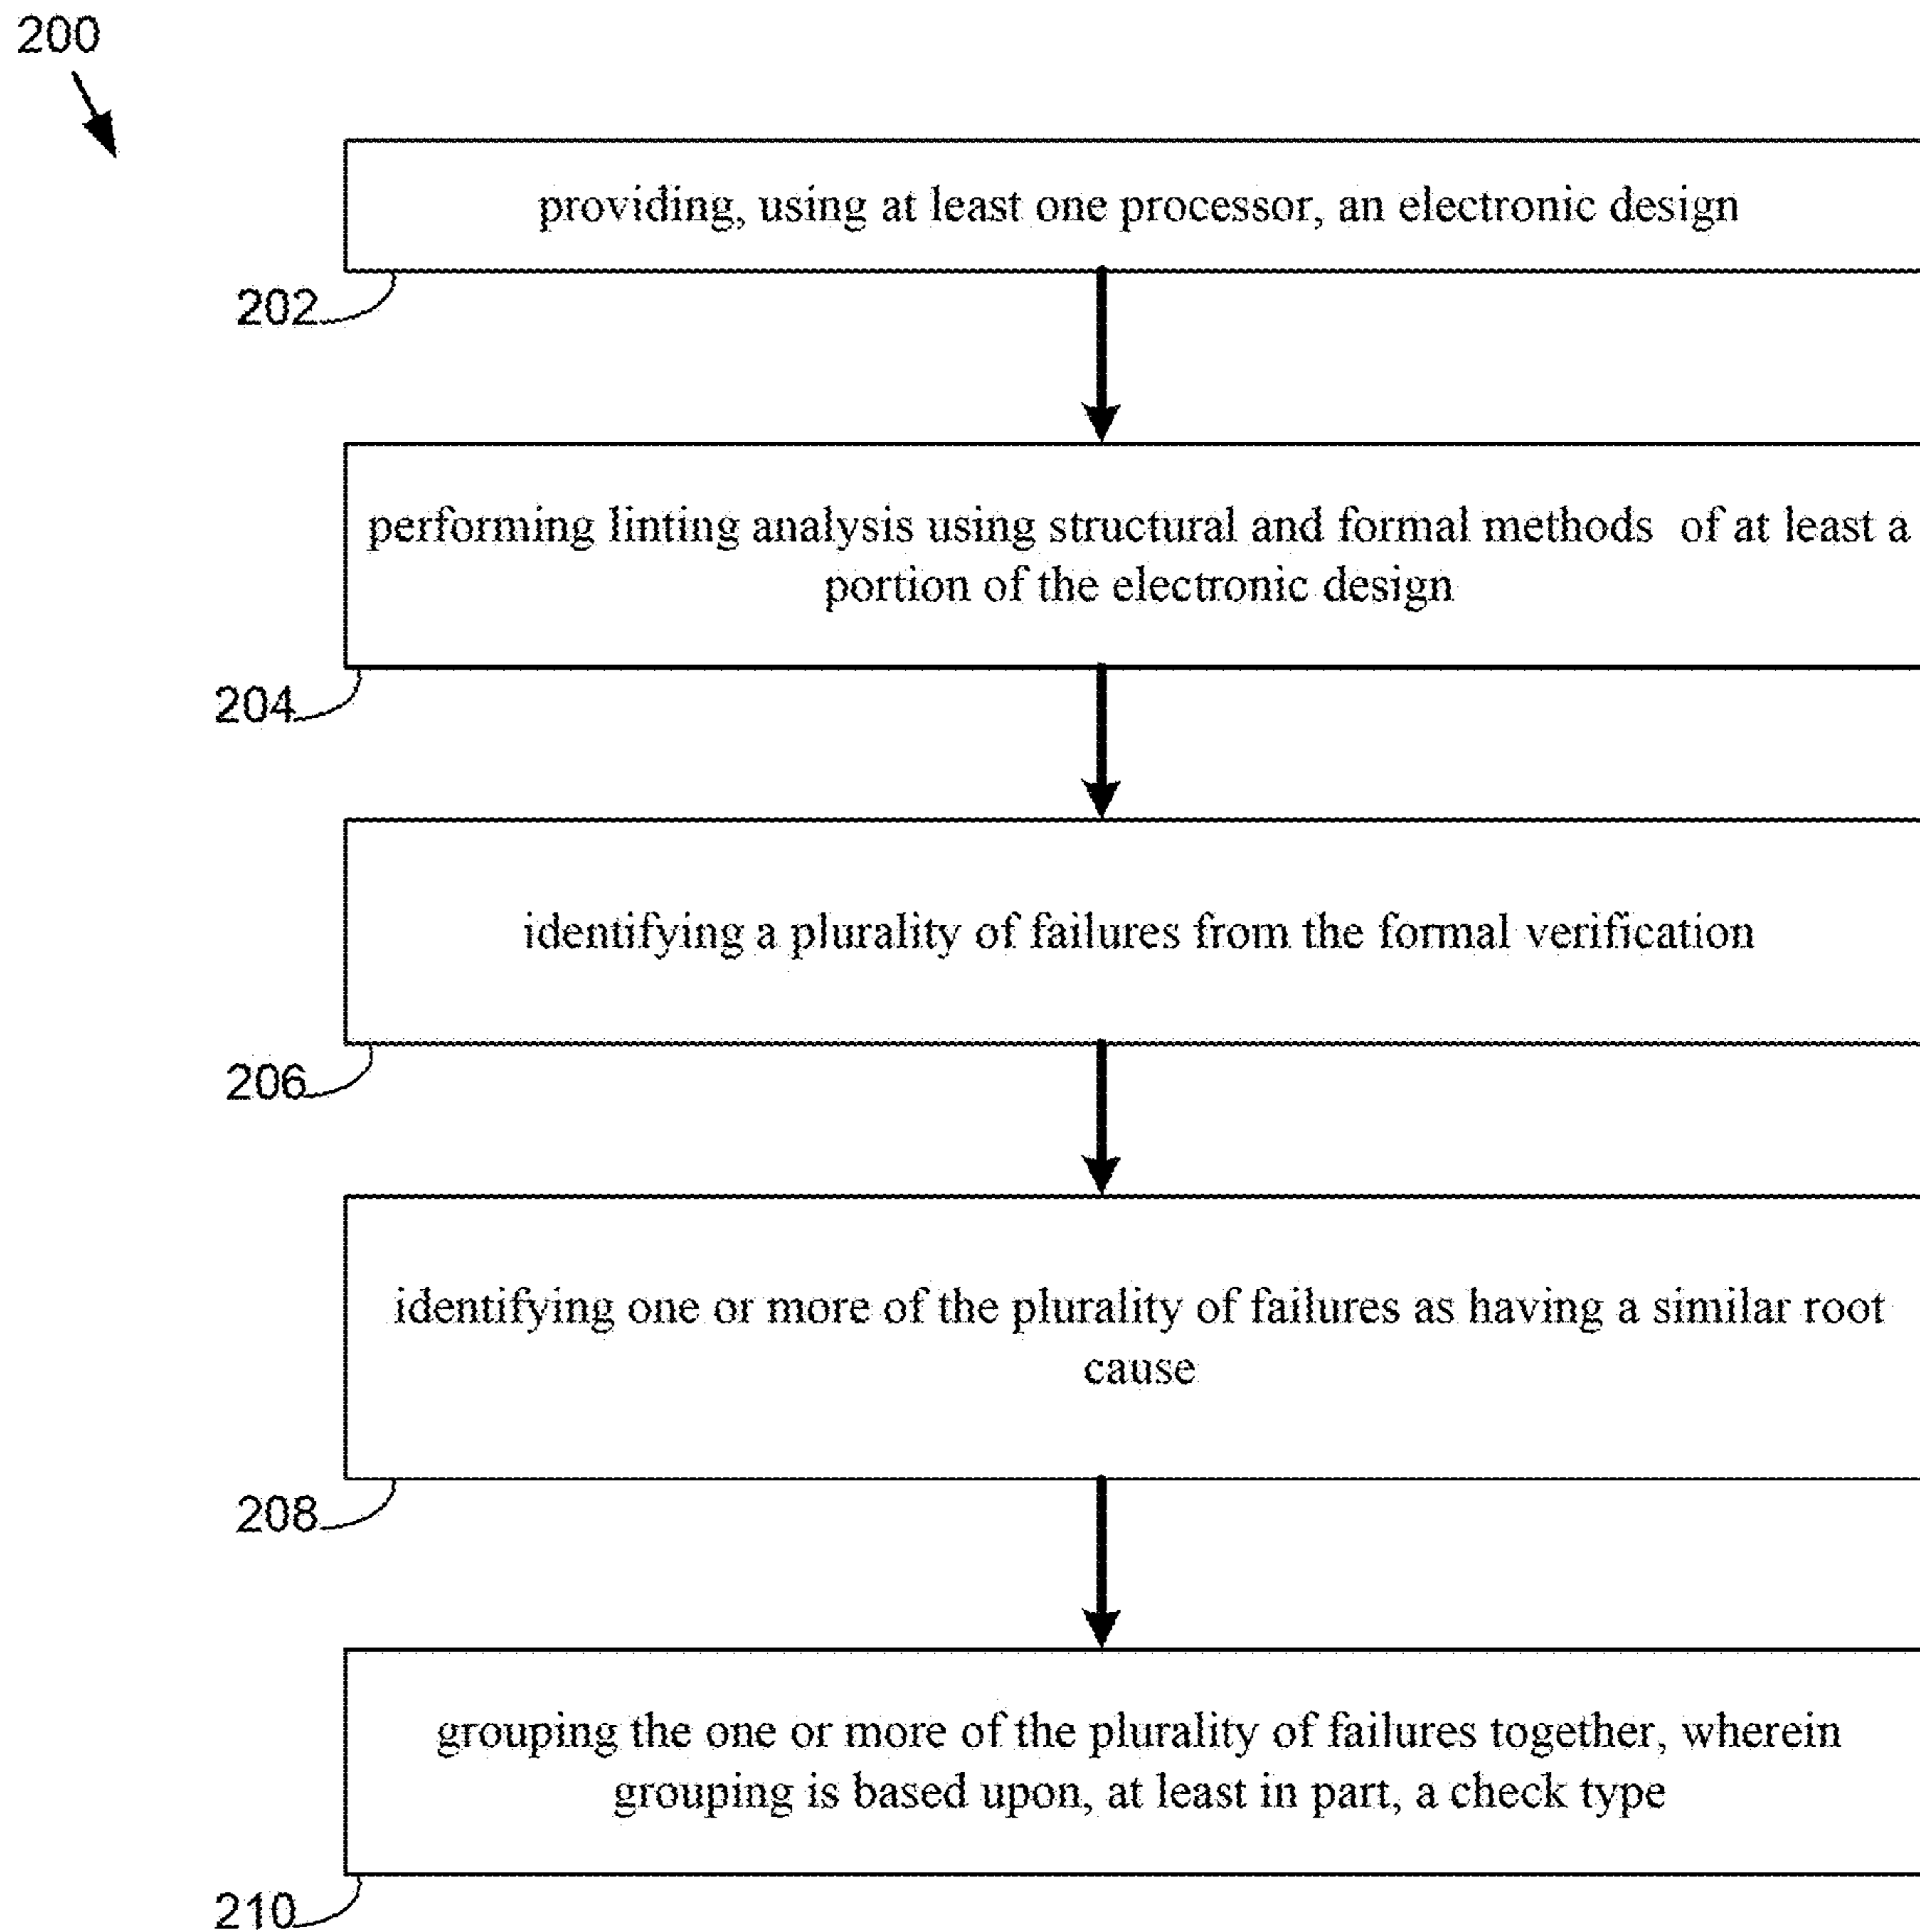 200
providing, using at least one processor, an electronic design
202
performing linting analysis using structural and formal methods of at least a
portion of the electronic design
204
identifying a plurality of failures from the formal verification
206
identifying one or more of the plurality of failures as having a similar root
cause
208
grouping the one or more of the plurality of failures together, wherein
grouping is based upon, at least in part, a check type
210